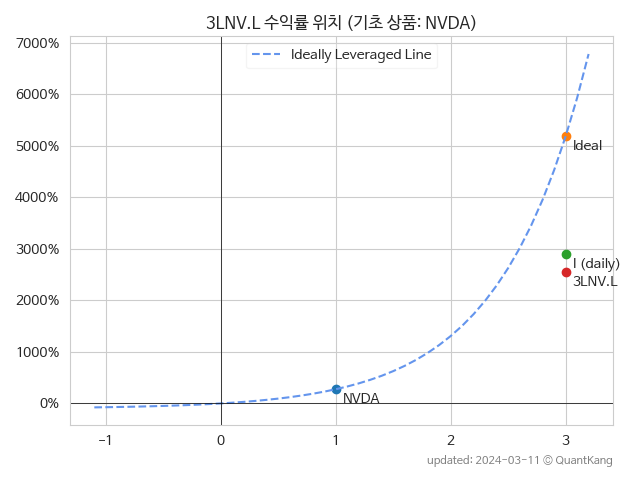 3LNV.L 수익률 위치 (기초 상품: NVDA)
7000%
6000%
5000%
4000%
3000%
2000%
1000%
0%
Ideally Leveraged Line
Ideal
I (daily)
3LNV.L
NVDA
−1
0
1
2
3
updated: 2024-03-11 © QuantKang